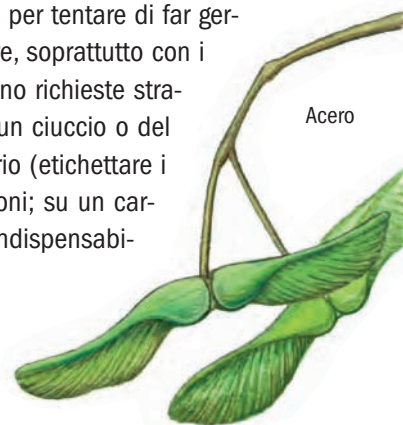 per tentare di far ger-
re, soprattutto con i
no richieste stra-
un ciuccio o del
rio (etichettare i
oni; su un car-
ndispensabi-
Acero